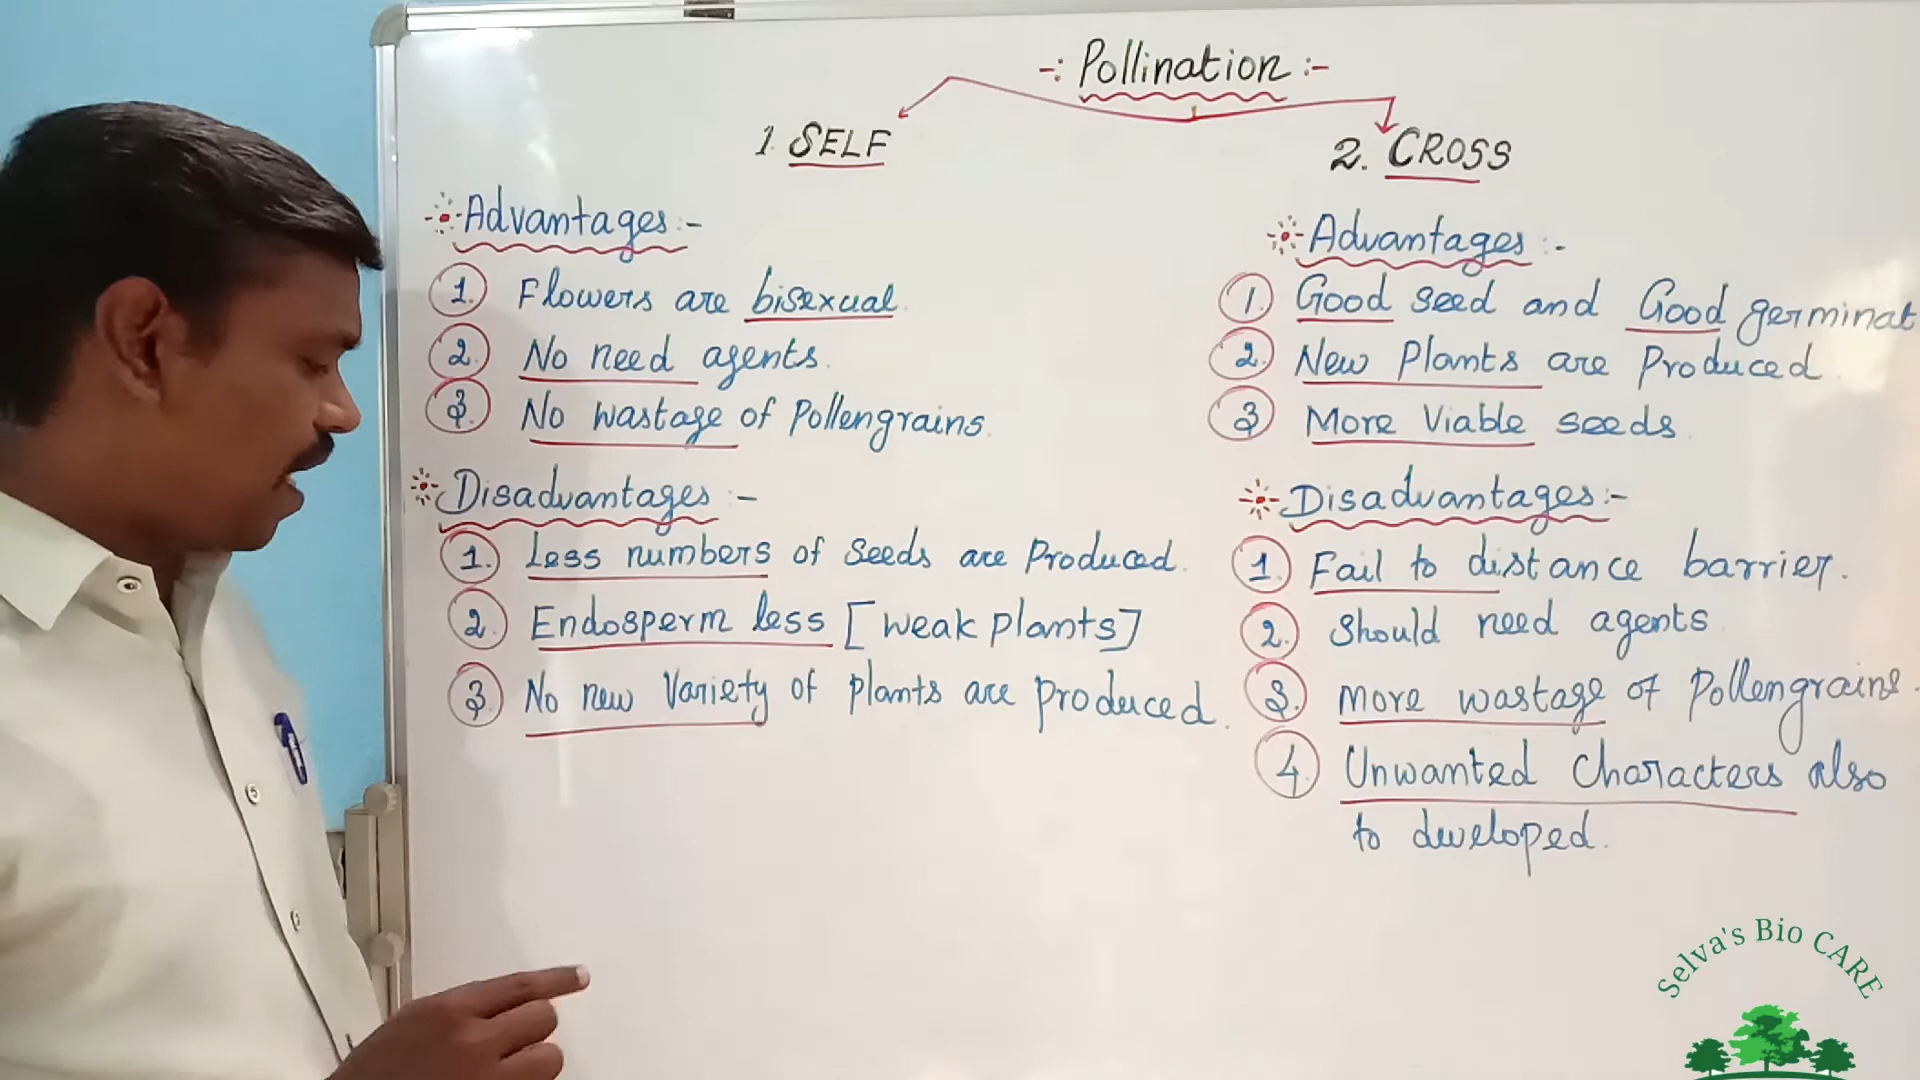 -: Pollination :-
1. SELF
Advantages :-
1. Flowers are bisexual.
2. No need agents.
3. No wastage of Pollengrains.
Disadvantages :-
1. Less numbers of Seeds are Produced.
2. Endosperm less [weak plants]
3. No new Variety of plants are produced.
2. CROSS
Advantages :-
1. Good seed and Good germinat
2. New Plants are Produced.
3 More Viable seeds.
Disadvantages :-
1. Fail to distance barrier.
2. Should need agents
3. More wastage of Pollengrains.
4. Unwanted Characters also
to developed.
Selva's Bio CARE